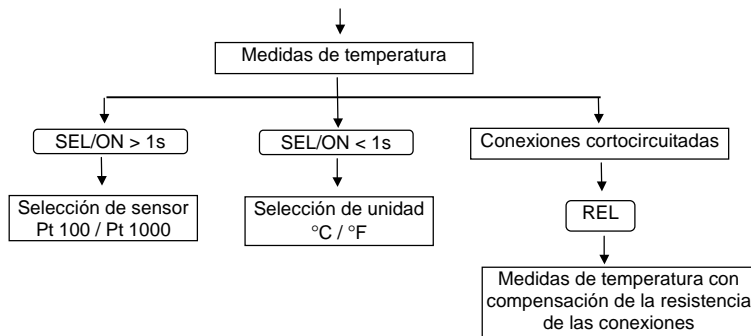 Medidas de temperatura
SEL/ON > 1s
SEL/ON < 1s
Conexiones cortocircuitadas
Selección de sensor
Pt 100 / Pt 1000
Selección de unidad
°C / °F
REL
Medidas de temperatura con
compensación de la resistencia
de las conexiones